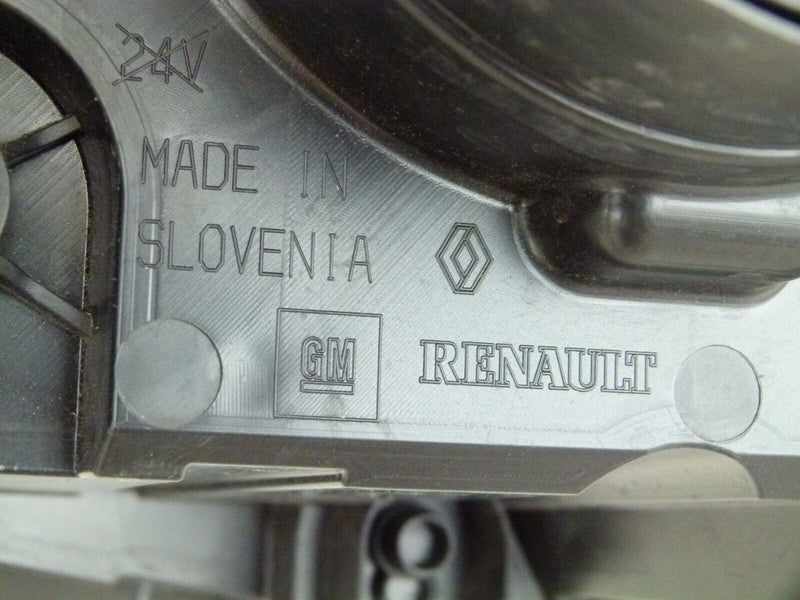 24V
MADE IN
SLOVENIA
GM RENAULT